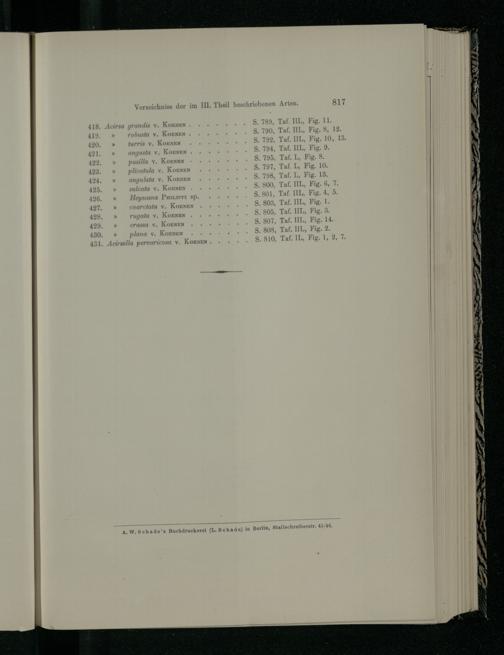 Verzeichniss der im III. Theil beschriebenen Arten. 817
418. Acirsa grandis v. Koenen . . . . . . . S. 789, Taf. III., Fig. 11.
419. » robusta v. Koenen . . . . . . . S. 790, Taf. III., Fig. 8, 12.
420. » turris v. Koenen . . . . . . . S. 792, Taf. III., Fig. 10, 13.
421. » angusta v. Koenen . . . . . . . S. 794, Taf. III., Fig. 9.
422. » pusilla v. Koenen . . . . . . . S. 795, Taf. L, Fig. 8.
423. » plicatula v. Koenen . . . . . . S. 797, Taf. L, Fig. 10.
424. » angulata v. Koenen . . . . . . S. 798, Taf. L, Fig. 13.
425. » sulcata v. Koenen . . . . . . . S. 800, Taf. III., Fig. 6, 7.
426. » Heynana Philippi sp. . . . . . . S. 801, Taf. III., Fig. 4, 5.
427. » coarctata v. Koenen . . . . . . S. 803, Taf. III., Fig. 1.
428. » rugata v. Koenen . . . . . . . S. 805, Taf. III., Fig. 3.
429. » crassa v. Koenen . . . . . . . S. 807, Taf. III., Fig. 14.
430. » plana v. Koenen . . . . . . . S. 808, Taf. III., Fig. 2.
431. Acirsella pervaricosa v. Koenen . . . . . S. 810, Taf. LI, Fig. 1, 2, 7.
A. W. Schade's Buchdruckerei (L. Schade) in Berlin, Stallschreiberstr. 45/46.